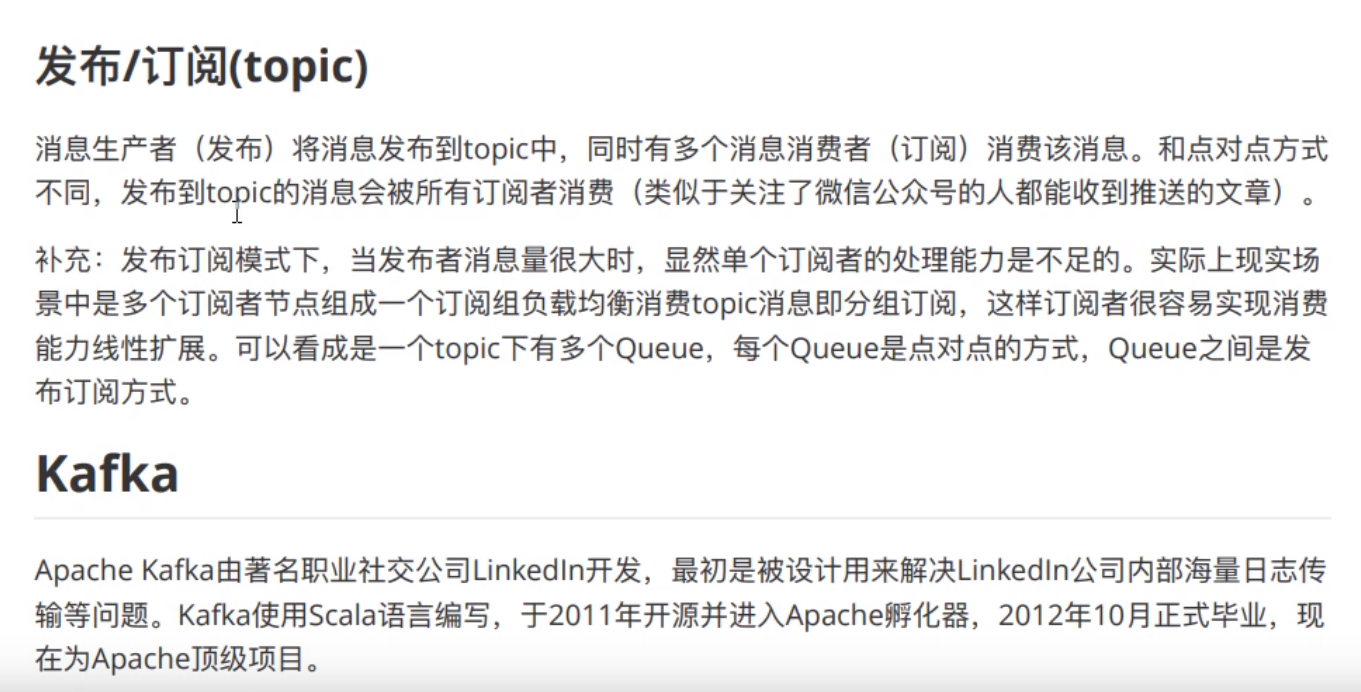 发布/订阅(topic)
消息生产者（发布）将消息发布到topic中，同时有多个消息消费者（订阅）消费该消息。和点对点方式
不同，发布到topic的消息会被所有订阅者消费（类似于关注了微信公众号的人都能收到推送的文章）。
补充：发布订阅模式下，当发布者消息量很大时，显然单个订阅者的处理能力是不足的。实际上现实场
景中是多个订阅者节点组成一个订阅组负载均衡消费topic消息即分组订阅，这样订阅者很容易实现消费
能力线性扩展。可以看成是一个topic下有多个Queue，每个Queue是点对点的方式，Queue之间是发
布订阅方式。
Kafka
Apache Kafka由著名职业社交公司LinkedIn开发，最初是被设计用来解决LinkedIn公司内部海量日志传
输等问题。Kafka使用Scala语言编写，于2011年开源并进入Apache孵化器，2012年10月正式毕业，现
在为Apache顶级项目。